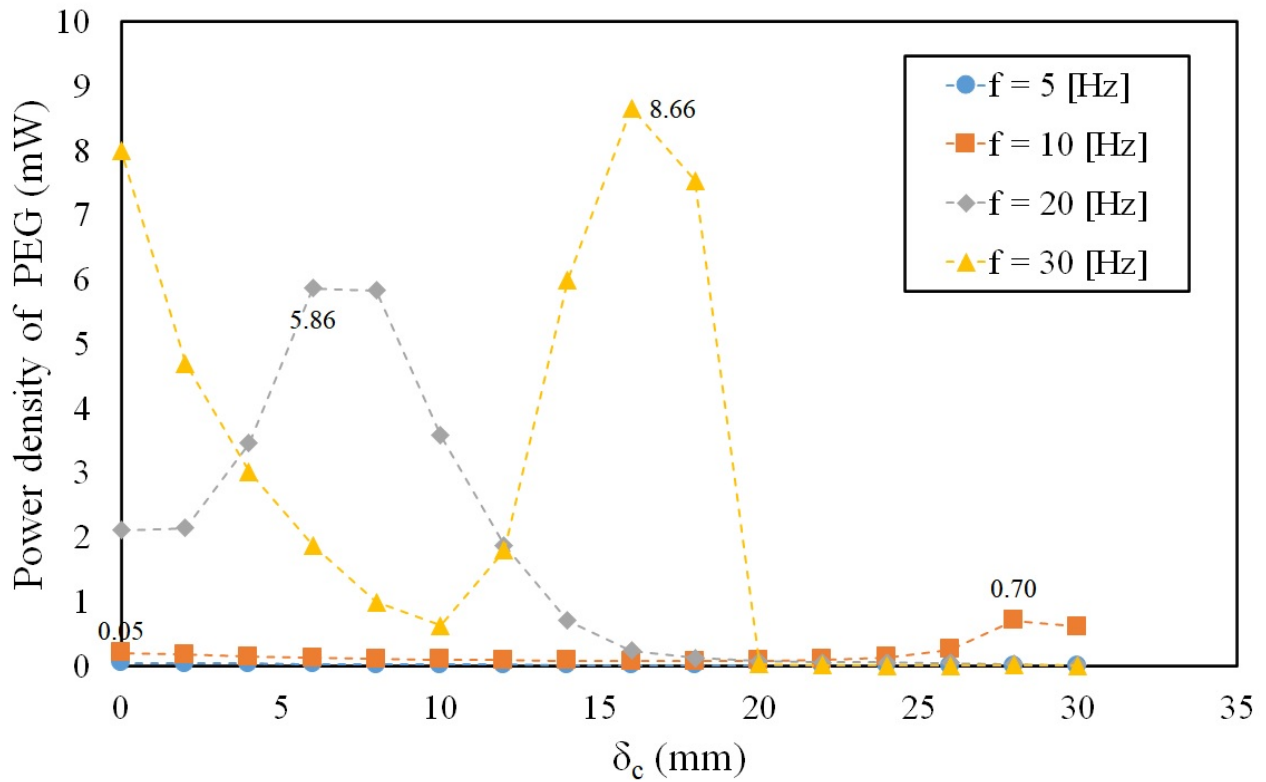 Power density of PEG (mW)
10
9
8
7
6
5
4
3
2
1
0
8.66
5.86
0.05
0.70
f = 5 [Hz]
f = 10 [Hz]
f = 20 [Hz]
f = 30 [Hz]
0 5 10 15 20 25 30 35
δc (mm)